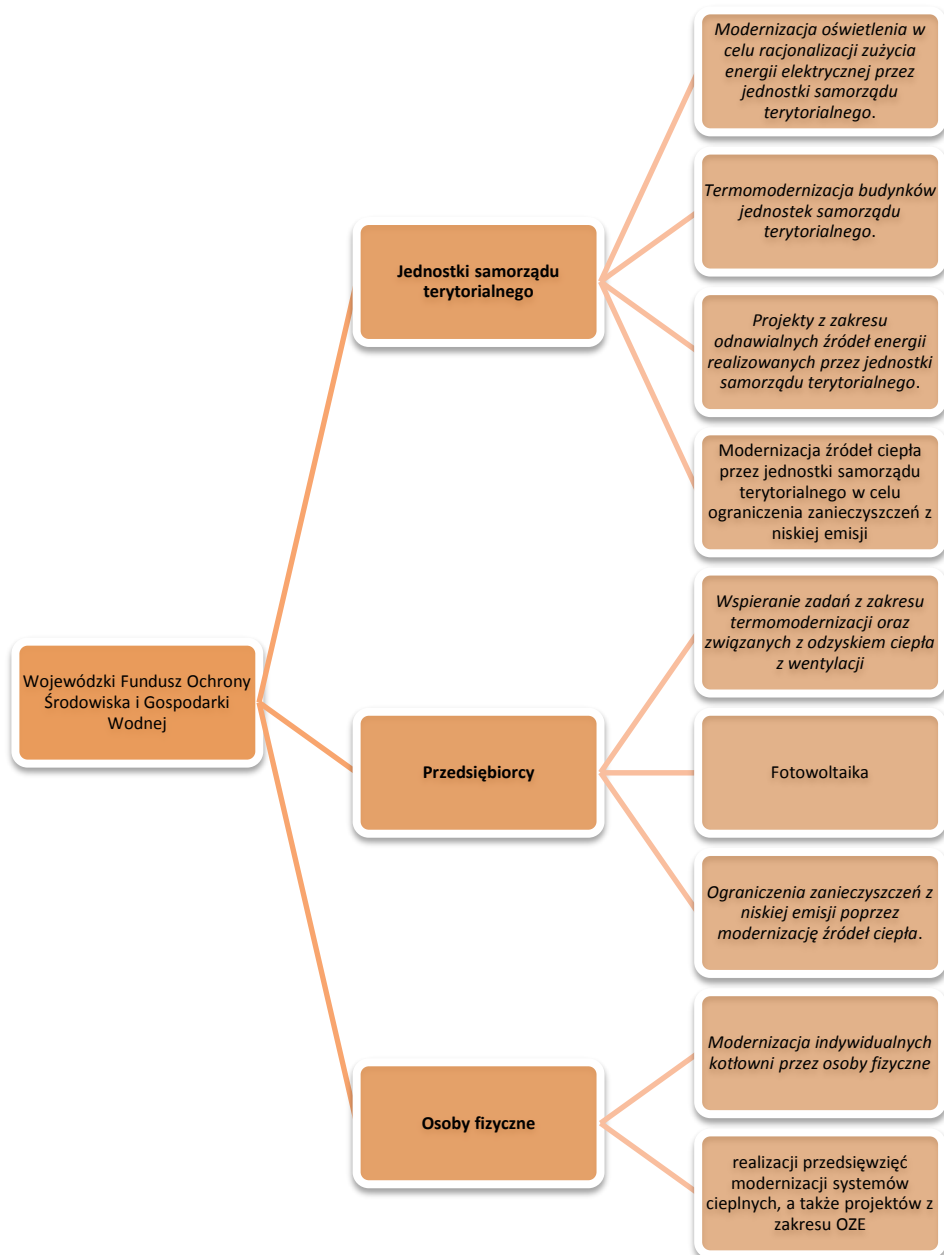 Wojewódzki Fundusz Ochrony
Środowiska i Gospodarki
Wodnej
Jednostki samorządu
terytorialnego
Modernizacja oświetlenia w
celu racjonalizacji zużycia
energii elektrycznej przez
jednostki samorządu
terytorialnego.
Termomodernizacja budynków
jednostek samorządu
terytorialnego.
Projekty z zakresu
odnawialnych źródeł energii
realizowanych przez jednostki
samorządu terytorialnego.
Modernizacja źródeł ciepła
przez jednostki samorządu
terytorialnego w celu
ograniczenia zanieczyszczeń z
niskiej emisji
Przedsiębiorcy
Wspieranie zadań z zakresu
termomodernizacji oraz
związanych z odzyskiem ciepła
z wentylacji
Fotowoltaika
Ograniczenia zanieczyszczeń z
niskiej emisji poprzez
modernizację źródeł ciepła.
Osoby fizyczne
Modernizacja indywidualnych
kotłowni przez osoby fizyczne
realizacji przedsięwzięć
modernizacji systemów
cieplnych, a także projektów z
zakresu OZE